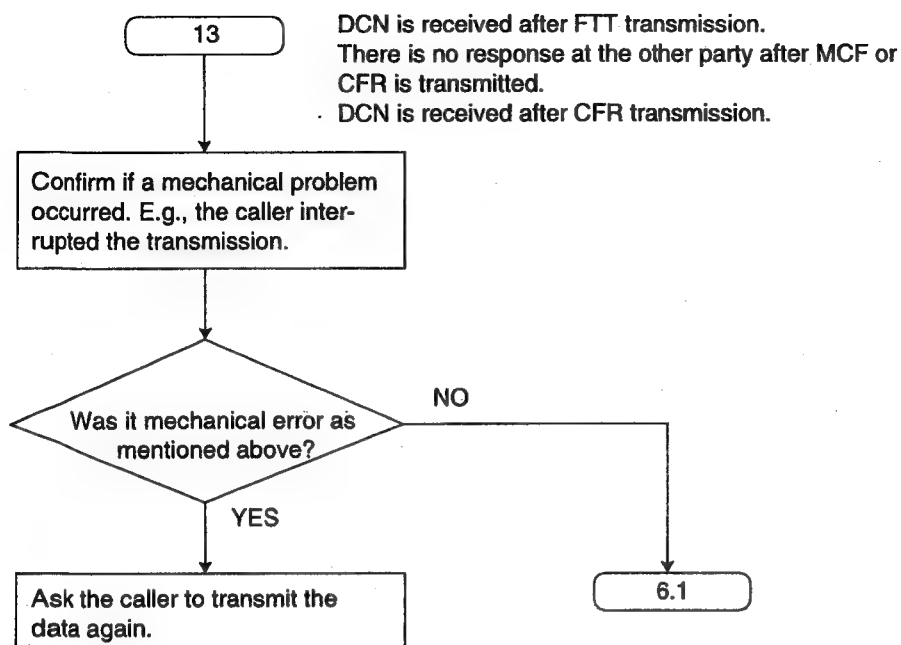 13
DCN is received after FTT transmission.
There is no response at the other party after MCF or
CFR is transmitted.
DCN is received after CFR transmission.
Confirm if a mechanical problem
occurred. E.g., the caller inter-
rupted the transmission.
Was it mechanical error as
mentioned above?
NO
YES
Ask the caller to transmit the
data again.
6.1